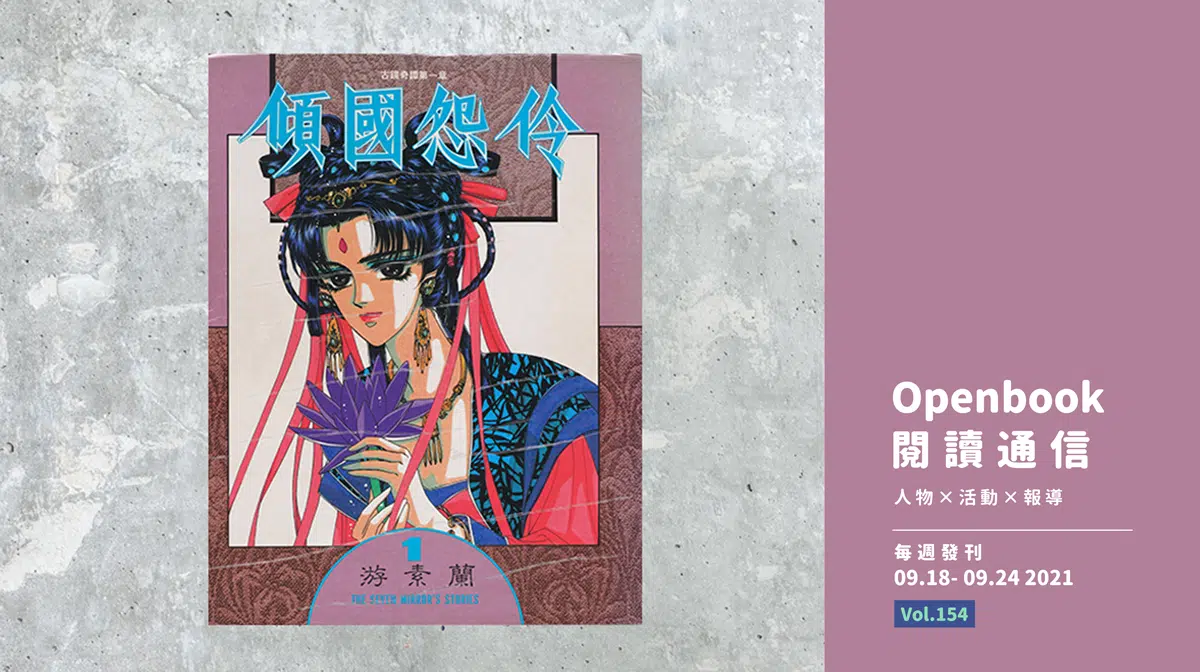 古鏡奇譚第一章
傾國怨伶
1
游素蘭
THE SEVEN MIRROR'S STORIES
Openbook
閱讀通信
人物×活動×報導
每週發刊
09.18- 09.24 2021
Vol.154